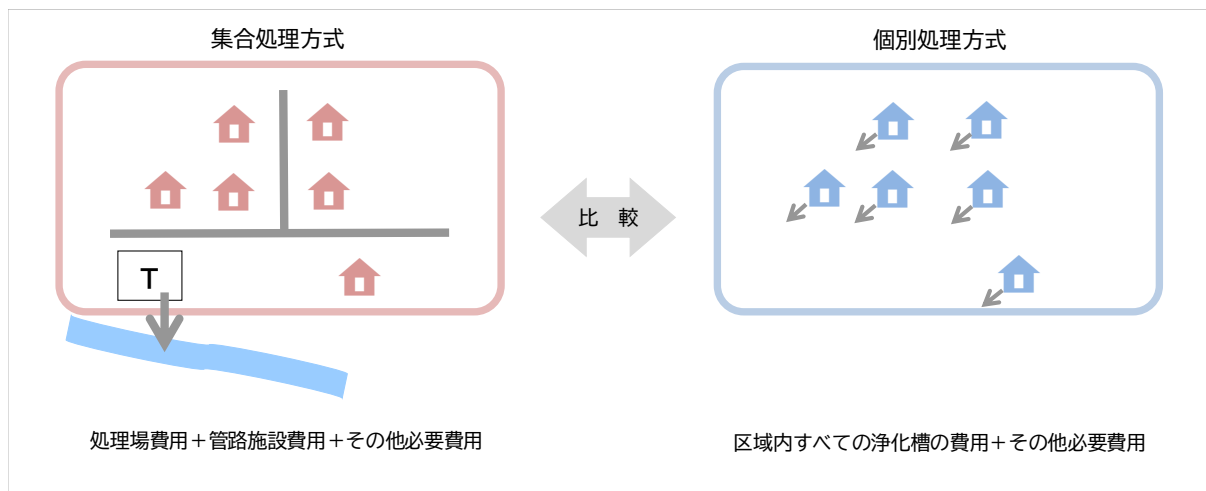 集合処理方式
個別処理方式
比 較
T
処理場費用＋管路施設費用＋その他必要費用
区域内すべての浄化槽の費用＋その他必要費用